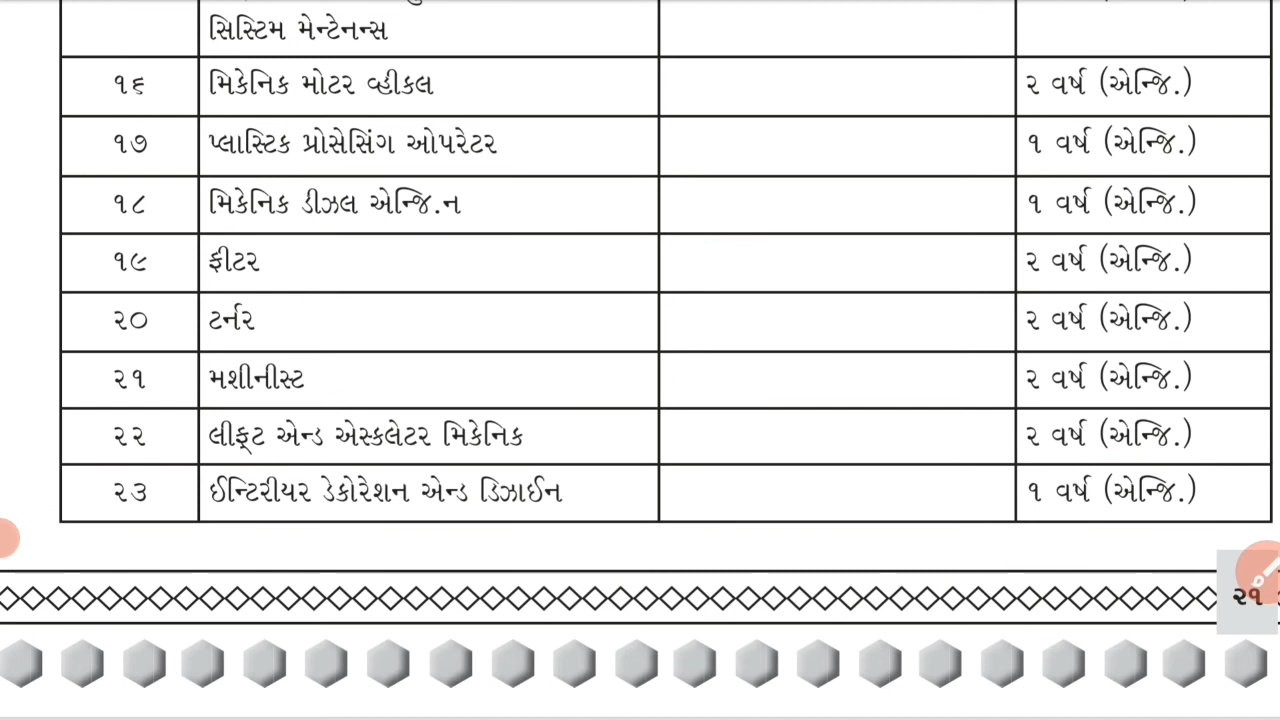 સિસ્ટિમ મેન્ટેનન્સ
૧૬ મિકેનિક મોટર વ્હીકલ ૨ વર્ષ (એન્જિ.)
૧૭ પ્લાસ્ટિક પ્રોસેસિંગ ઓપરેટર ૧ વર્ષ (એન્જિ.)
૧૮ મિકેનિક ડીઝલ એન્જિ.ન ૧ વર્ષ (એન્જિ.)
૧૯ ફીટર ૨ વર્ષ (એન્જિ.)
૨૦ ટર્નર ૨ વર્ષ (એન્જિ.)
૨૧ મશીનીસ્ટ ૨ વર્ષ (એન્જિ.)
૨૨ લીફ્ટ એન્ડ એસ્કલેટર મિકેનિક ૨ વર્ષ (એન્જિ.)
૨૩ ઈન્ટિરીયર ડેકોરેશન એન્ડ ડિઝાઈન ૧ વર્ષ (એન્જિ.)
૨૧